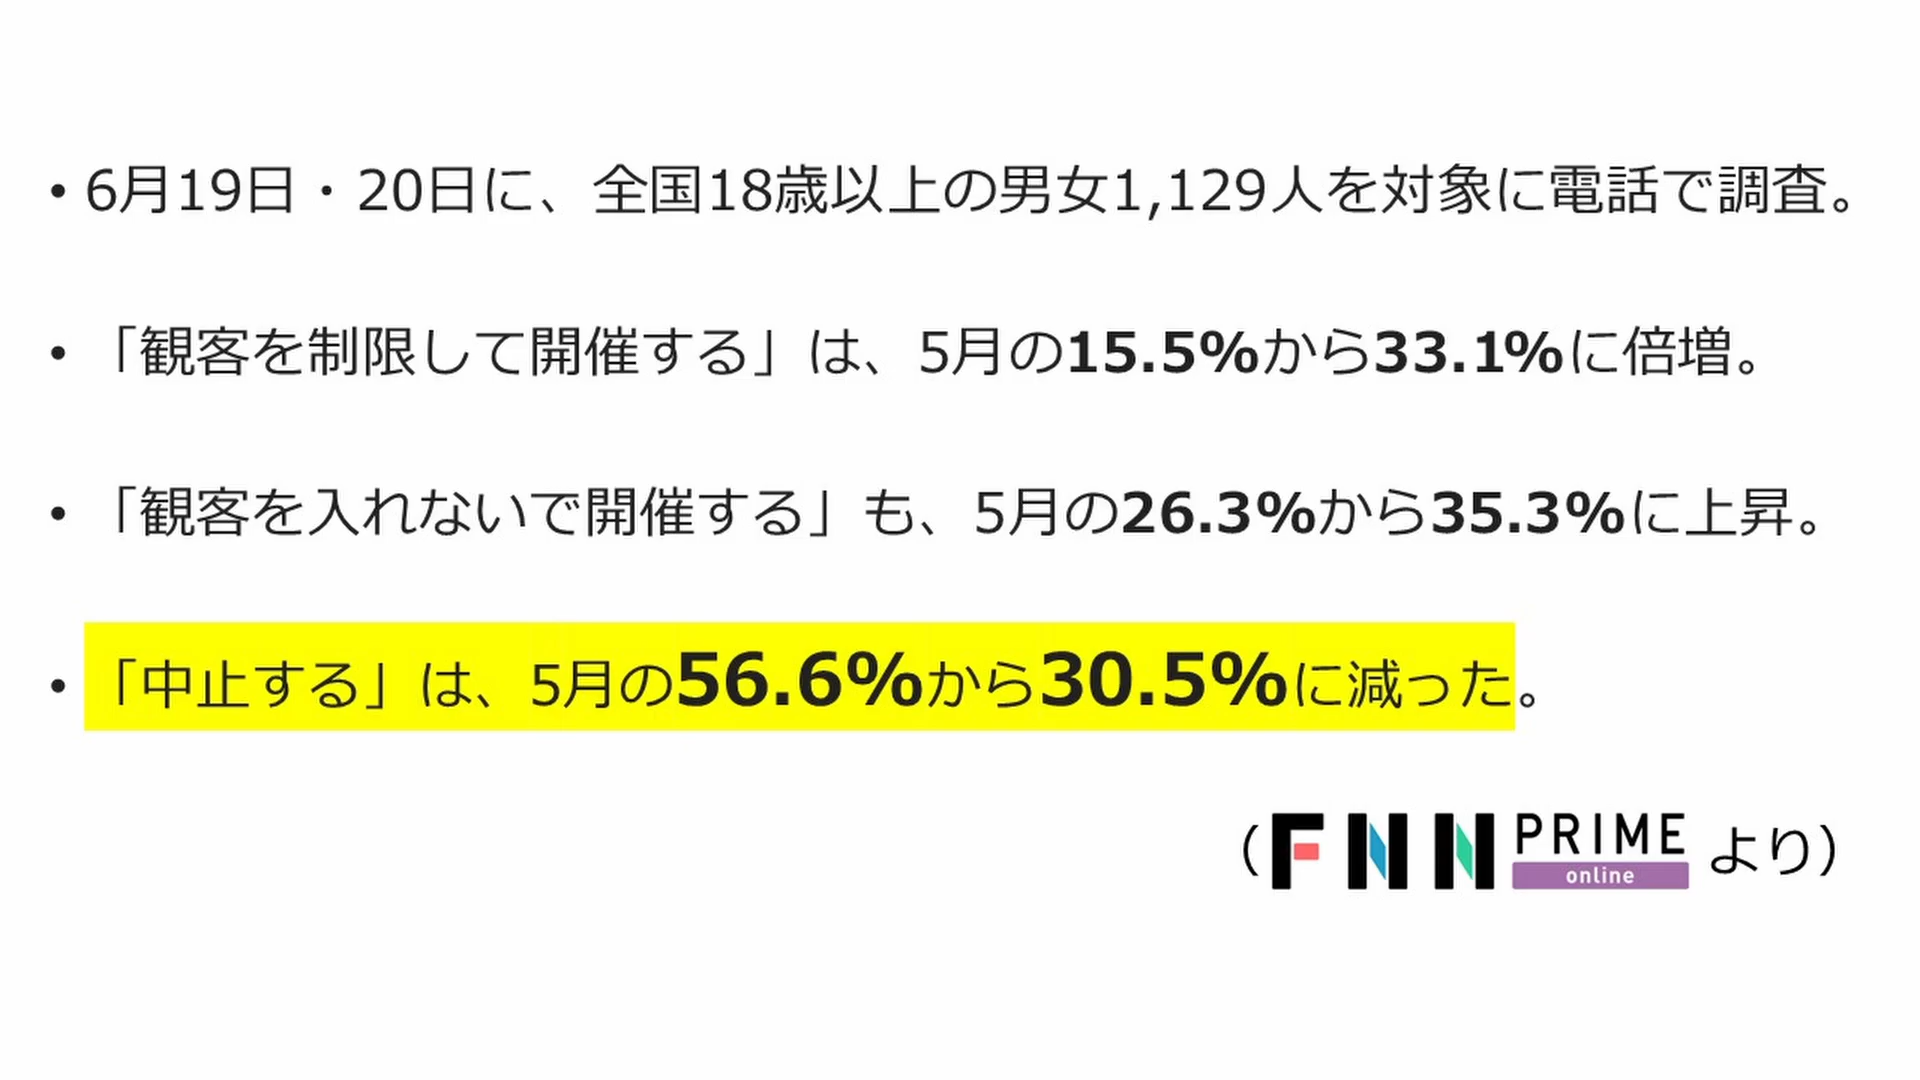 • 6月19日・20日に、全国18歳以上の男女1,129人を対象に電話で調査。
• 「観客を制限して開催する」は、5月の15.5%から33.1%に倍増。
• 「観客を入れないで開催する」も、5月の26.3%から35.3%に上昇。
• 「中止する」は、5月の56.6%から30.5%に減った。
（FNN PRIME online より）